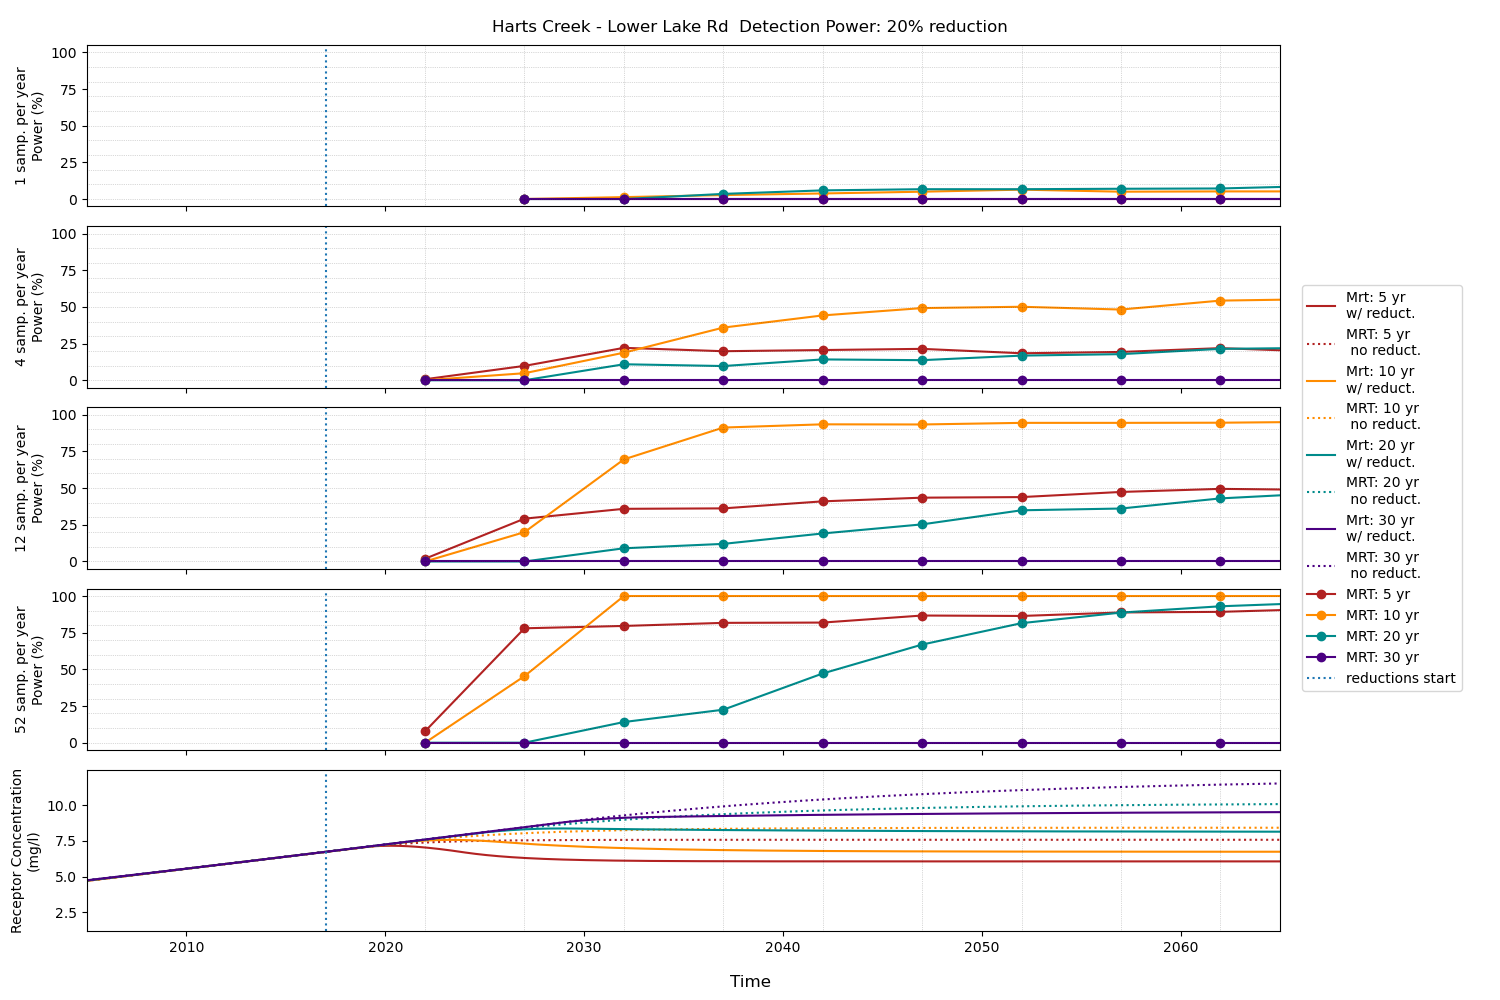 Harts Creek - Lower Lake Rd  Detection Power: 20% reduction
1 samp. per year
Power (%)
100
75
50
25
0
4 samp. per year
Power (%)
100
75
50
25
0
12 samp. per year
Power (%)
100
75
50
25
0
52 samp. per year
Power (%)
100
75
50
25
0
Receptor Concentration
(mg/l)
10.0
7.5
5.0
2.5
2010
2020
2030
2040
2050
2060
Time
Mrt: 5 yr
w/ reduct.
MRT: 5 yr
no reduct.
Mrt: 10 yr
w/ reduct.
MRT: 10 yr
no reduct.
Mrt: 20 yr
w/ reduct.
MRT: 20 yr
no reduct.
Mrt: 30 yr
w/ reduct.
MRT: 30 yr
no reduct.
MRT: 5 yr
MRT: 10 yr
MRT: 20 yr
MRT: 30 yr
reductions start